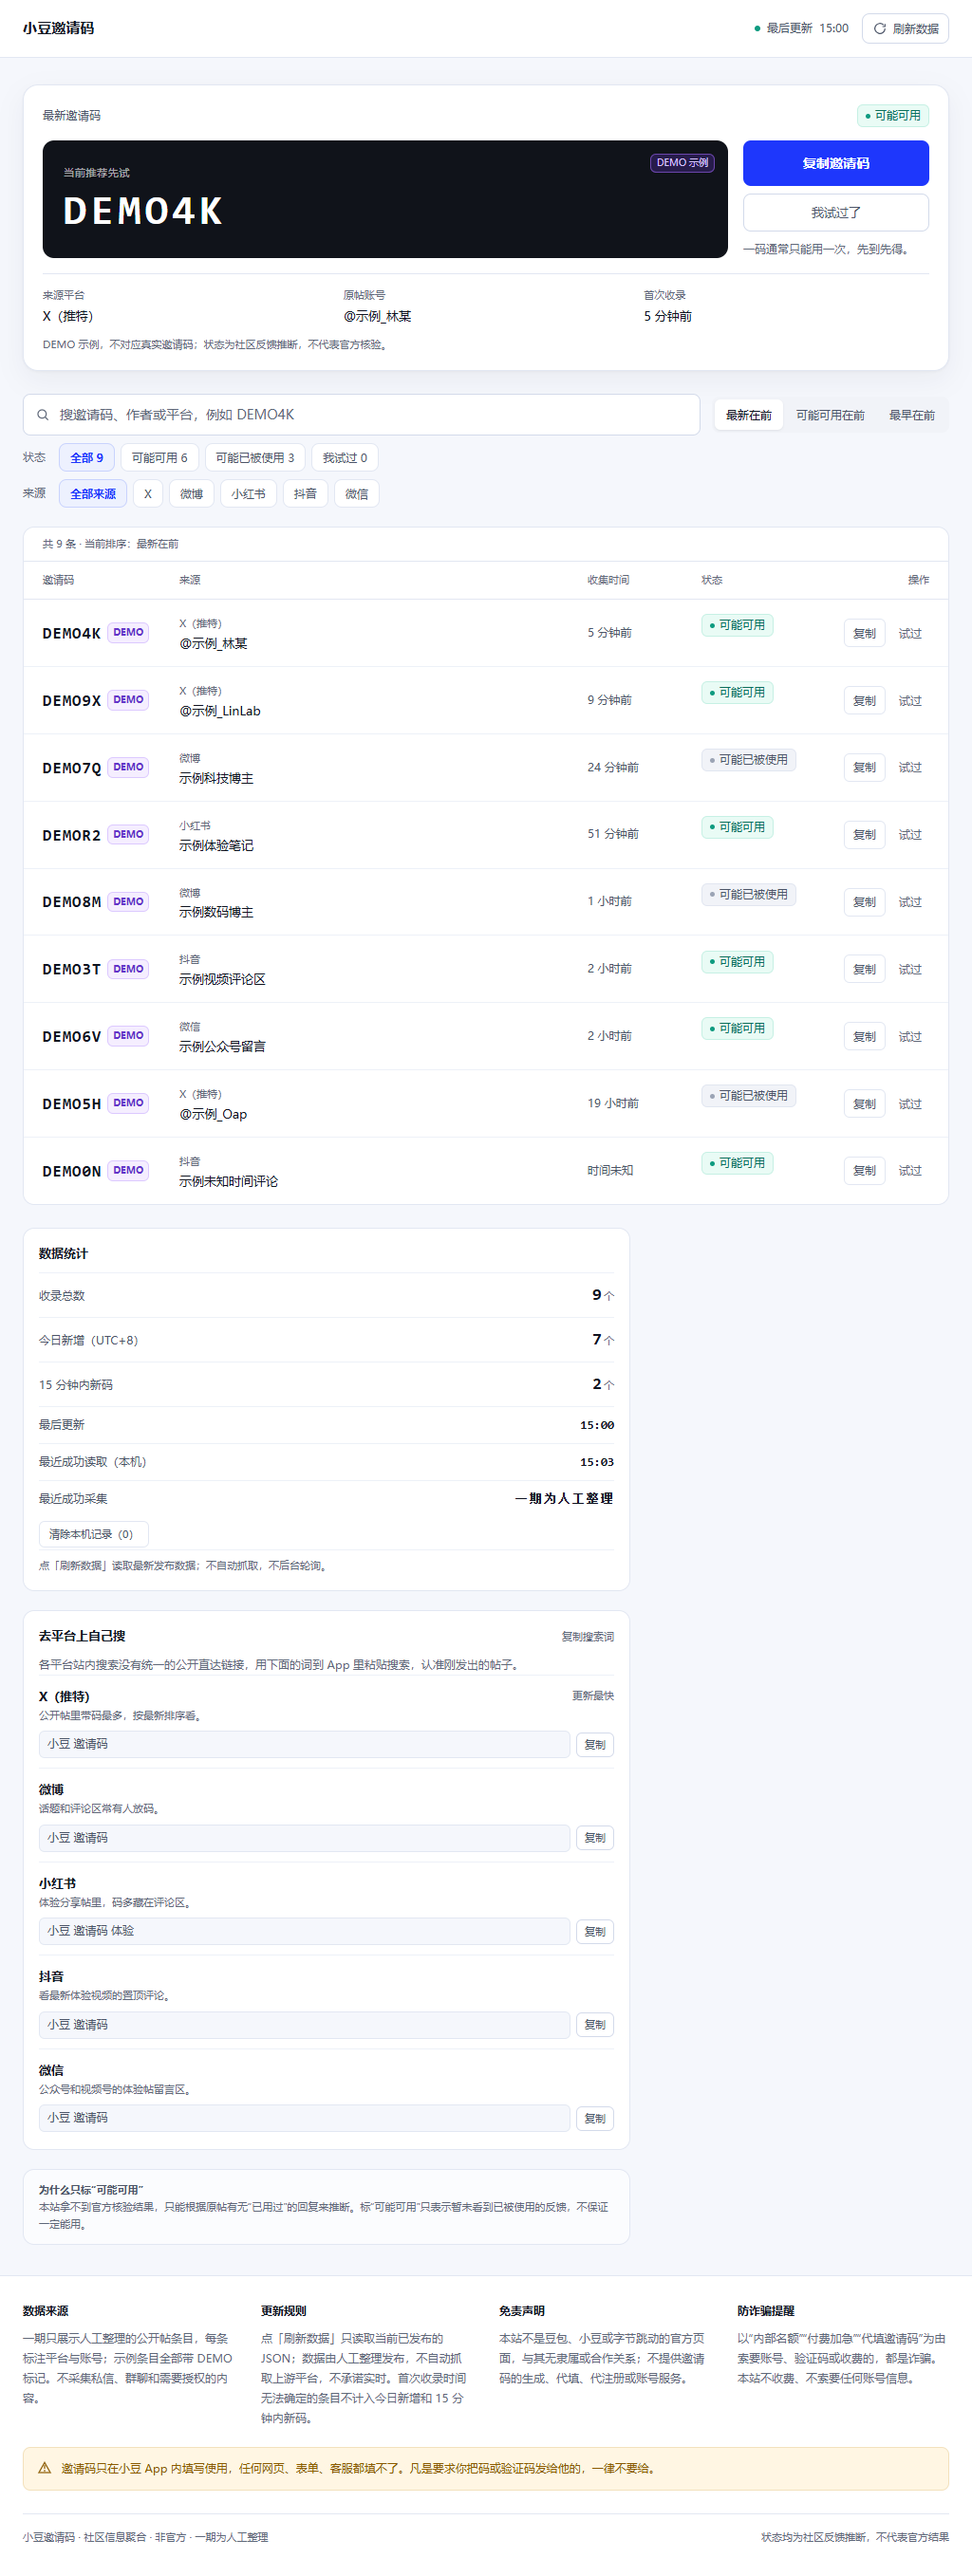 小豆邀请码
最后更新 15:00
刷新数据
最新邀请码
可能可用
当前推荐先试
DEMO 示例
DEMO4K
复制邀请码
我试过了
一码通常只能用一次，先到先得。
来源平台
X（推特）
原帖账号
@示例_林某
首次收录
5 分钟前
DEMO 示例，不对应真实邀请码；状态为社区反馈推断，不代表官方核验。
搜邀请码、作者或平台，例如 DEMO4K
最新在前 可能可用在前 最早在前
状态 全部 9 可能可用 6 可能已被使用 3 我试过 0
来源 全部来源 X 微博 小红书 抖音 微信
共 9 条 · 当前排序：最新在前
邀请码 来源 收集时间 状态 操作
DEMO4K DEMO
X（推特）
@示例_林某
5 分钟前 可能可用 复制 试过
DEMO9X DEMO
X（推特）
@示例_LinLab
9 分钟前 可能可用 复制 试过
DEMO7Q DEMO
微博
示例科技博主
24 分钟前 可能已被使用 复制 试过
DEMOR2 DEMO
小红书
示例体验笔记
51 分钟前 可能可用 复制 试过
DEMO8M DEMO
微博
示例数码博主
1 小时前 可能已被使用 复制 试过
DEMO3T DEMO
抖音
示例视频评论区
2 小时前 可能可用 复制 试过
DEMO6V DEMO
微信
示例公众号留言
2 小时前 可能可用 复制 试过
DEMO5H DEMO
X（推特）
@示例_Oap
19 小时前 可能已被使用 复制 试过
DEMO0N DEMO
抖音
示例未知时间评论
时间未知 可能可用 复制 试过
数据统计
收录总数 9 个
今日新增（UTC+8） 7 个
15 分钟内新码 2 个
最后更新 15:00
最近成功读取（本机） 15:03
最近成功采集 一期为人工整理
清除本机记录（0）
点「刷新数据」读取最新发布数据；不自动抓取，不后台轮询。
去平台上自己搜 复制搜索词
各平台站内搜索没有统一的公开直达链接，用下面的词到 App 里粘贴搜索，认准刚发出的帖子。
X（推特） 更新最快
公开帖里带码最多，按最新排序看。
小豆 邀请码 复制
微博
话题和评论区常有人放码。
小豆 邀请码 复制
小红书
体验分享帖里，码多藏在评论区。
小豆 邀请码 体验 复制
抖音
看最新体验视频的置顶评论。
小豆 邀请码 复制
微信
公众号和视频号的体验帖留言区。
小豆 邀请码 复制
为什么只标“可能可用”
本站拿不到官方核验结果，只能根据原帖有无“已用过”的回复来推断。标“可能可用”只表示暂未看到已被使用的反馈，不保证
一定能用。
数据来源
一期只展示人工整理的公开帖条目，每条
标注平台与账号；示例条目全部带 DEMO
标记。不采集私信、群聊和需要授权的内
容。
更新规则
点「刷新数据」只读取当前已发布的
JSON；数据由人工整理发布，不自动抓
取上游平台，不承诺实时。首次收录时间
无法确定的条目不计入今日新增和 15 分
钟内新码。
免责声明
本站不是豆包、小豆或字节跳动的官方页
面，与其无隶属或合作关系；不提供邀请
码的生成、代填、代注册或账号服务。
防诈骗提醒
以“内部名额”“付费加急”“代填邀请码”为由
索要账号、验证码或收费的，都是诈骗。
本站不收费、不索要任何账号信息。
邀请码只在小豆 App 内填写使用，任何网页、表单、客服都填不了。凡是要求你把码或验证码发给他的，一律不要给。
小豆邀请码 · 社区信息聚合 · 非官方 · 一期为人工整理
状态均为社区反馈推断，不代表官方结果